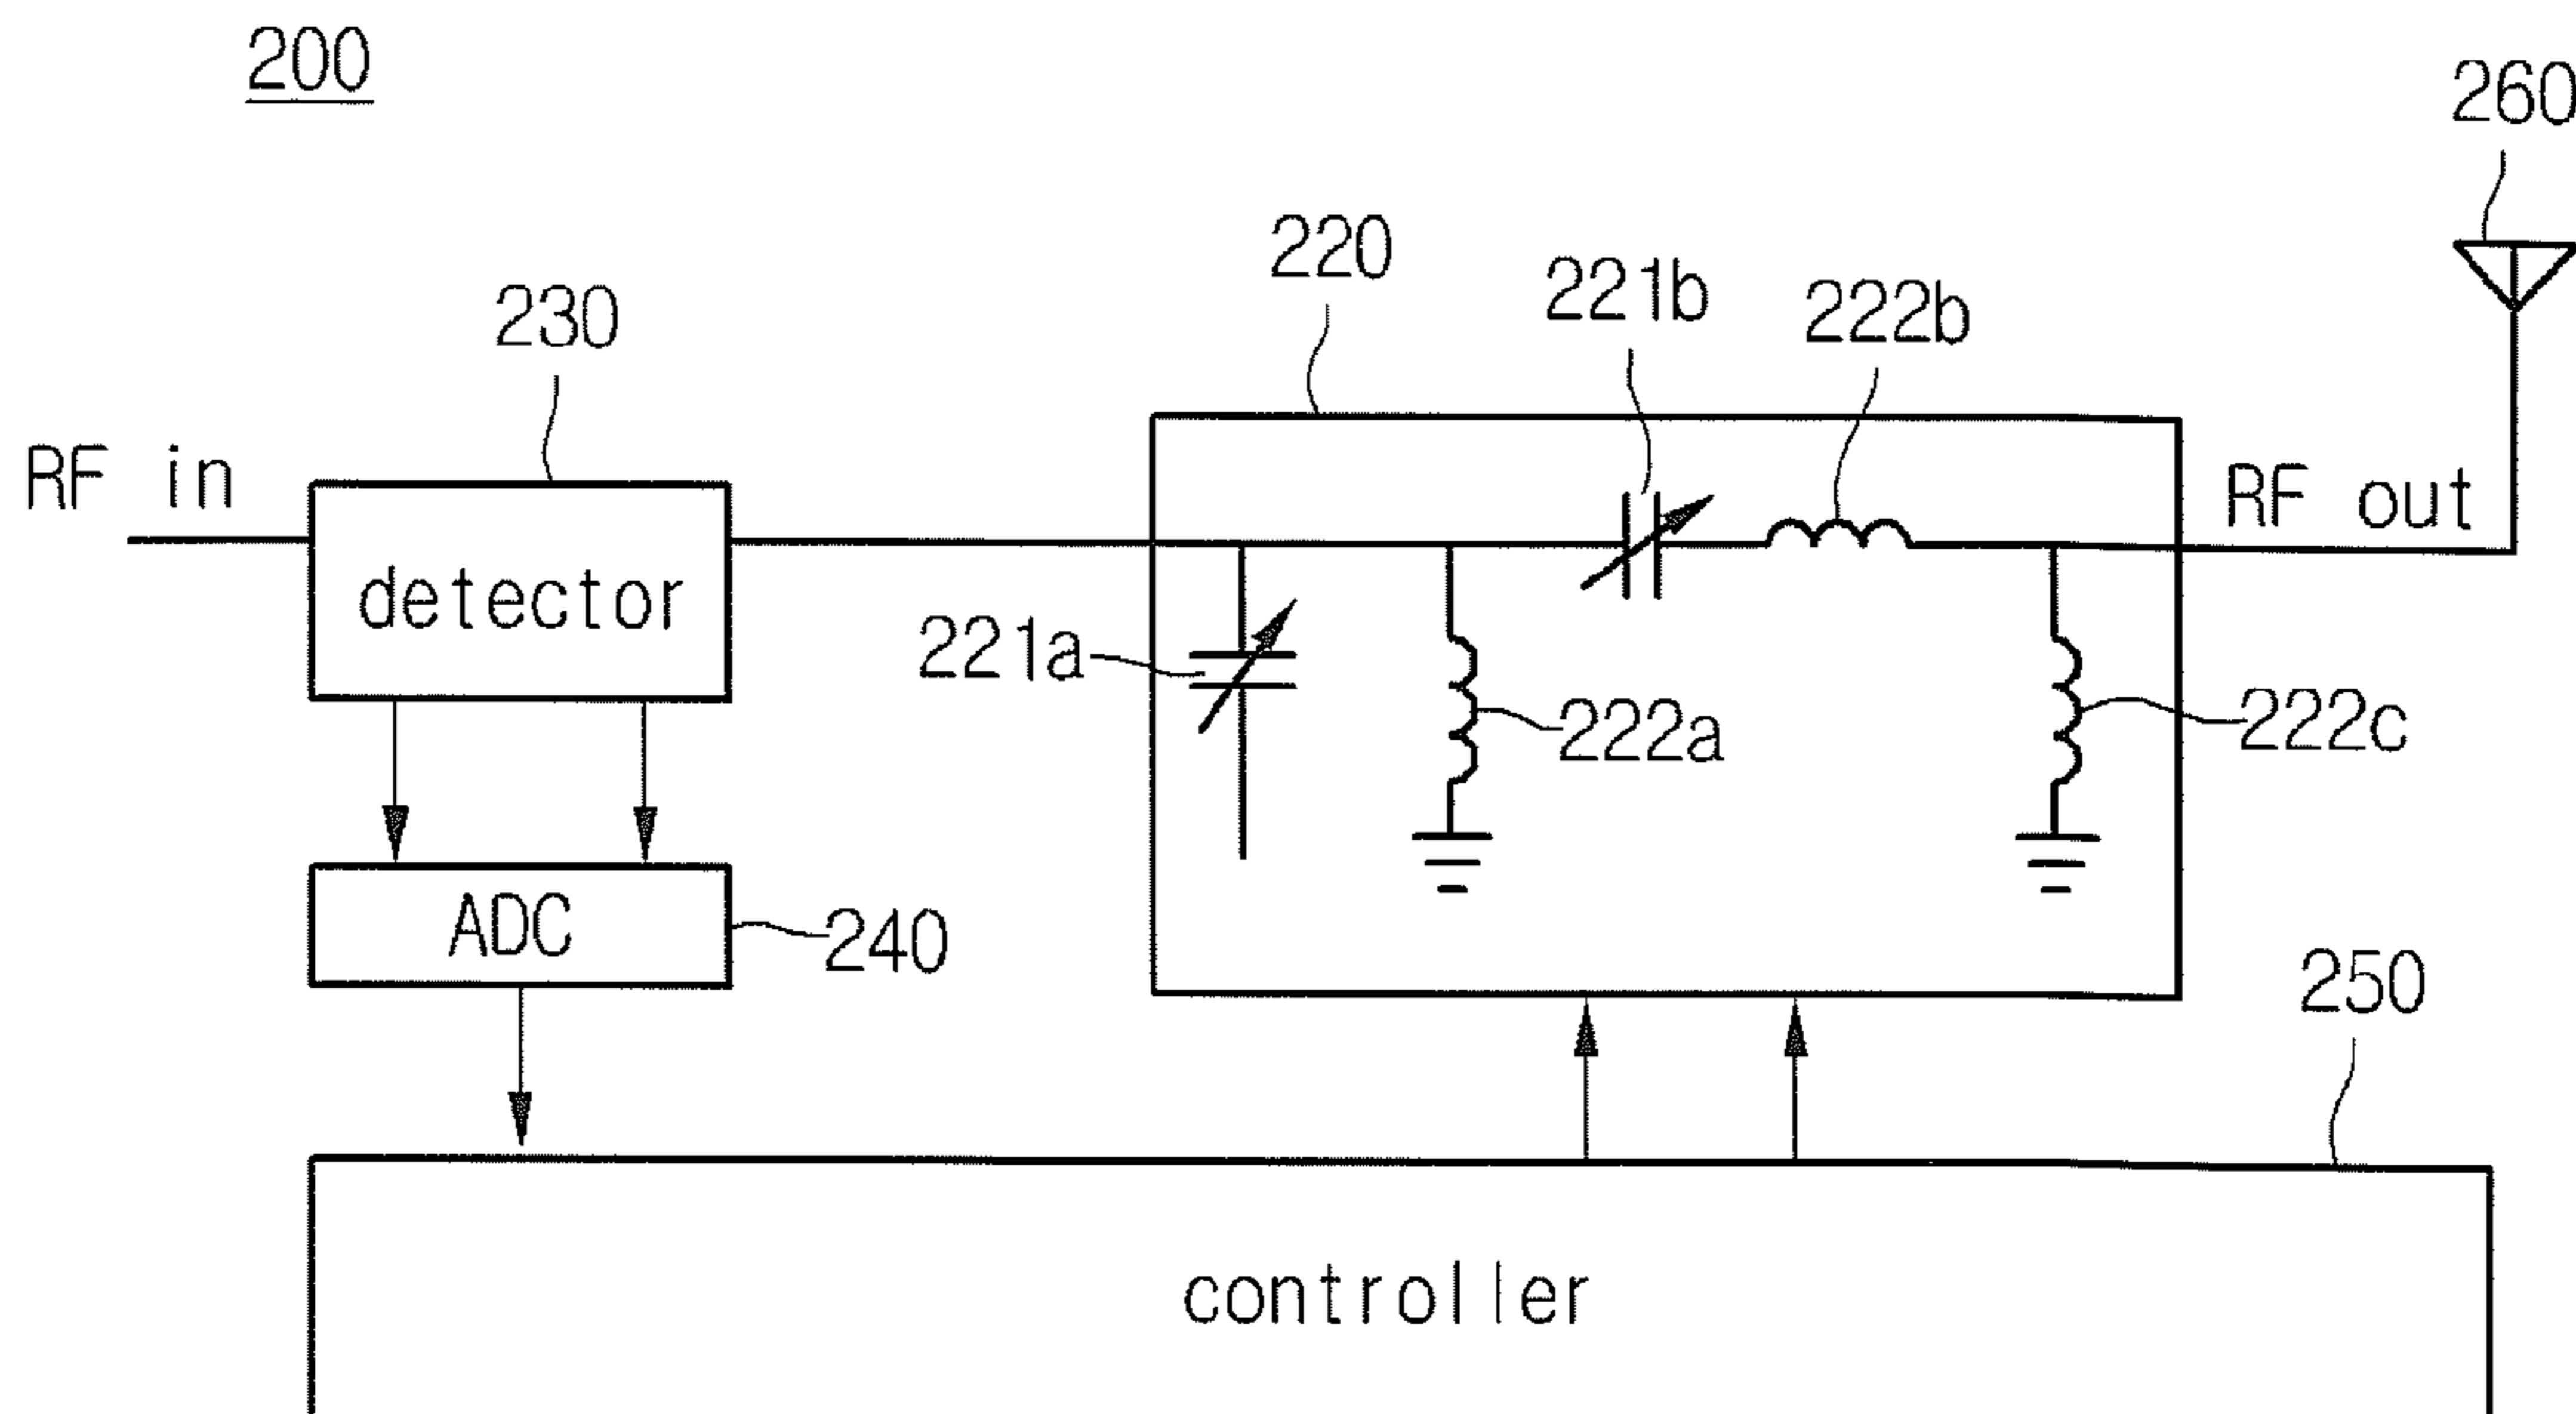 200
260
220
221b
222b
230
RF in
RF out
detector
221a
222a
222c
ADC
240
250
controller